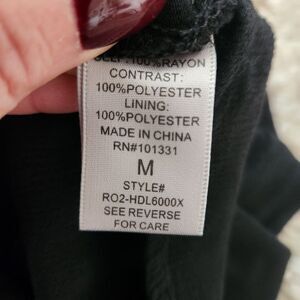 SELF: 100%RAYON
CONTRAST:
100%POLYESTER
LINING:
100%POLYESTER
MADE IN CHINA
RN#101331
M
STYLE#
RO2-HDL6000X
SEE REVERSE
FOR CARE